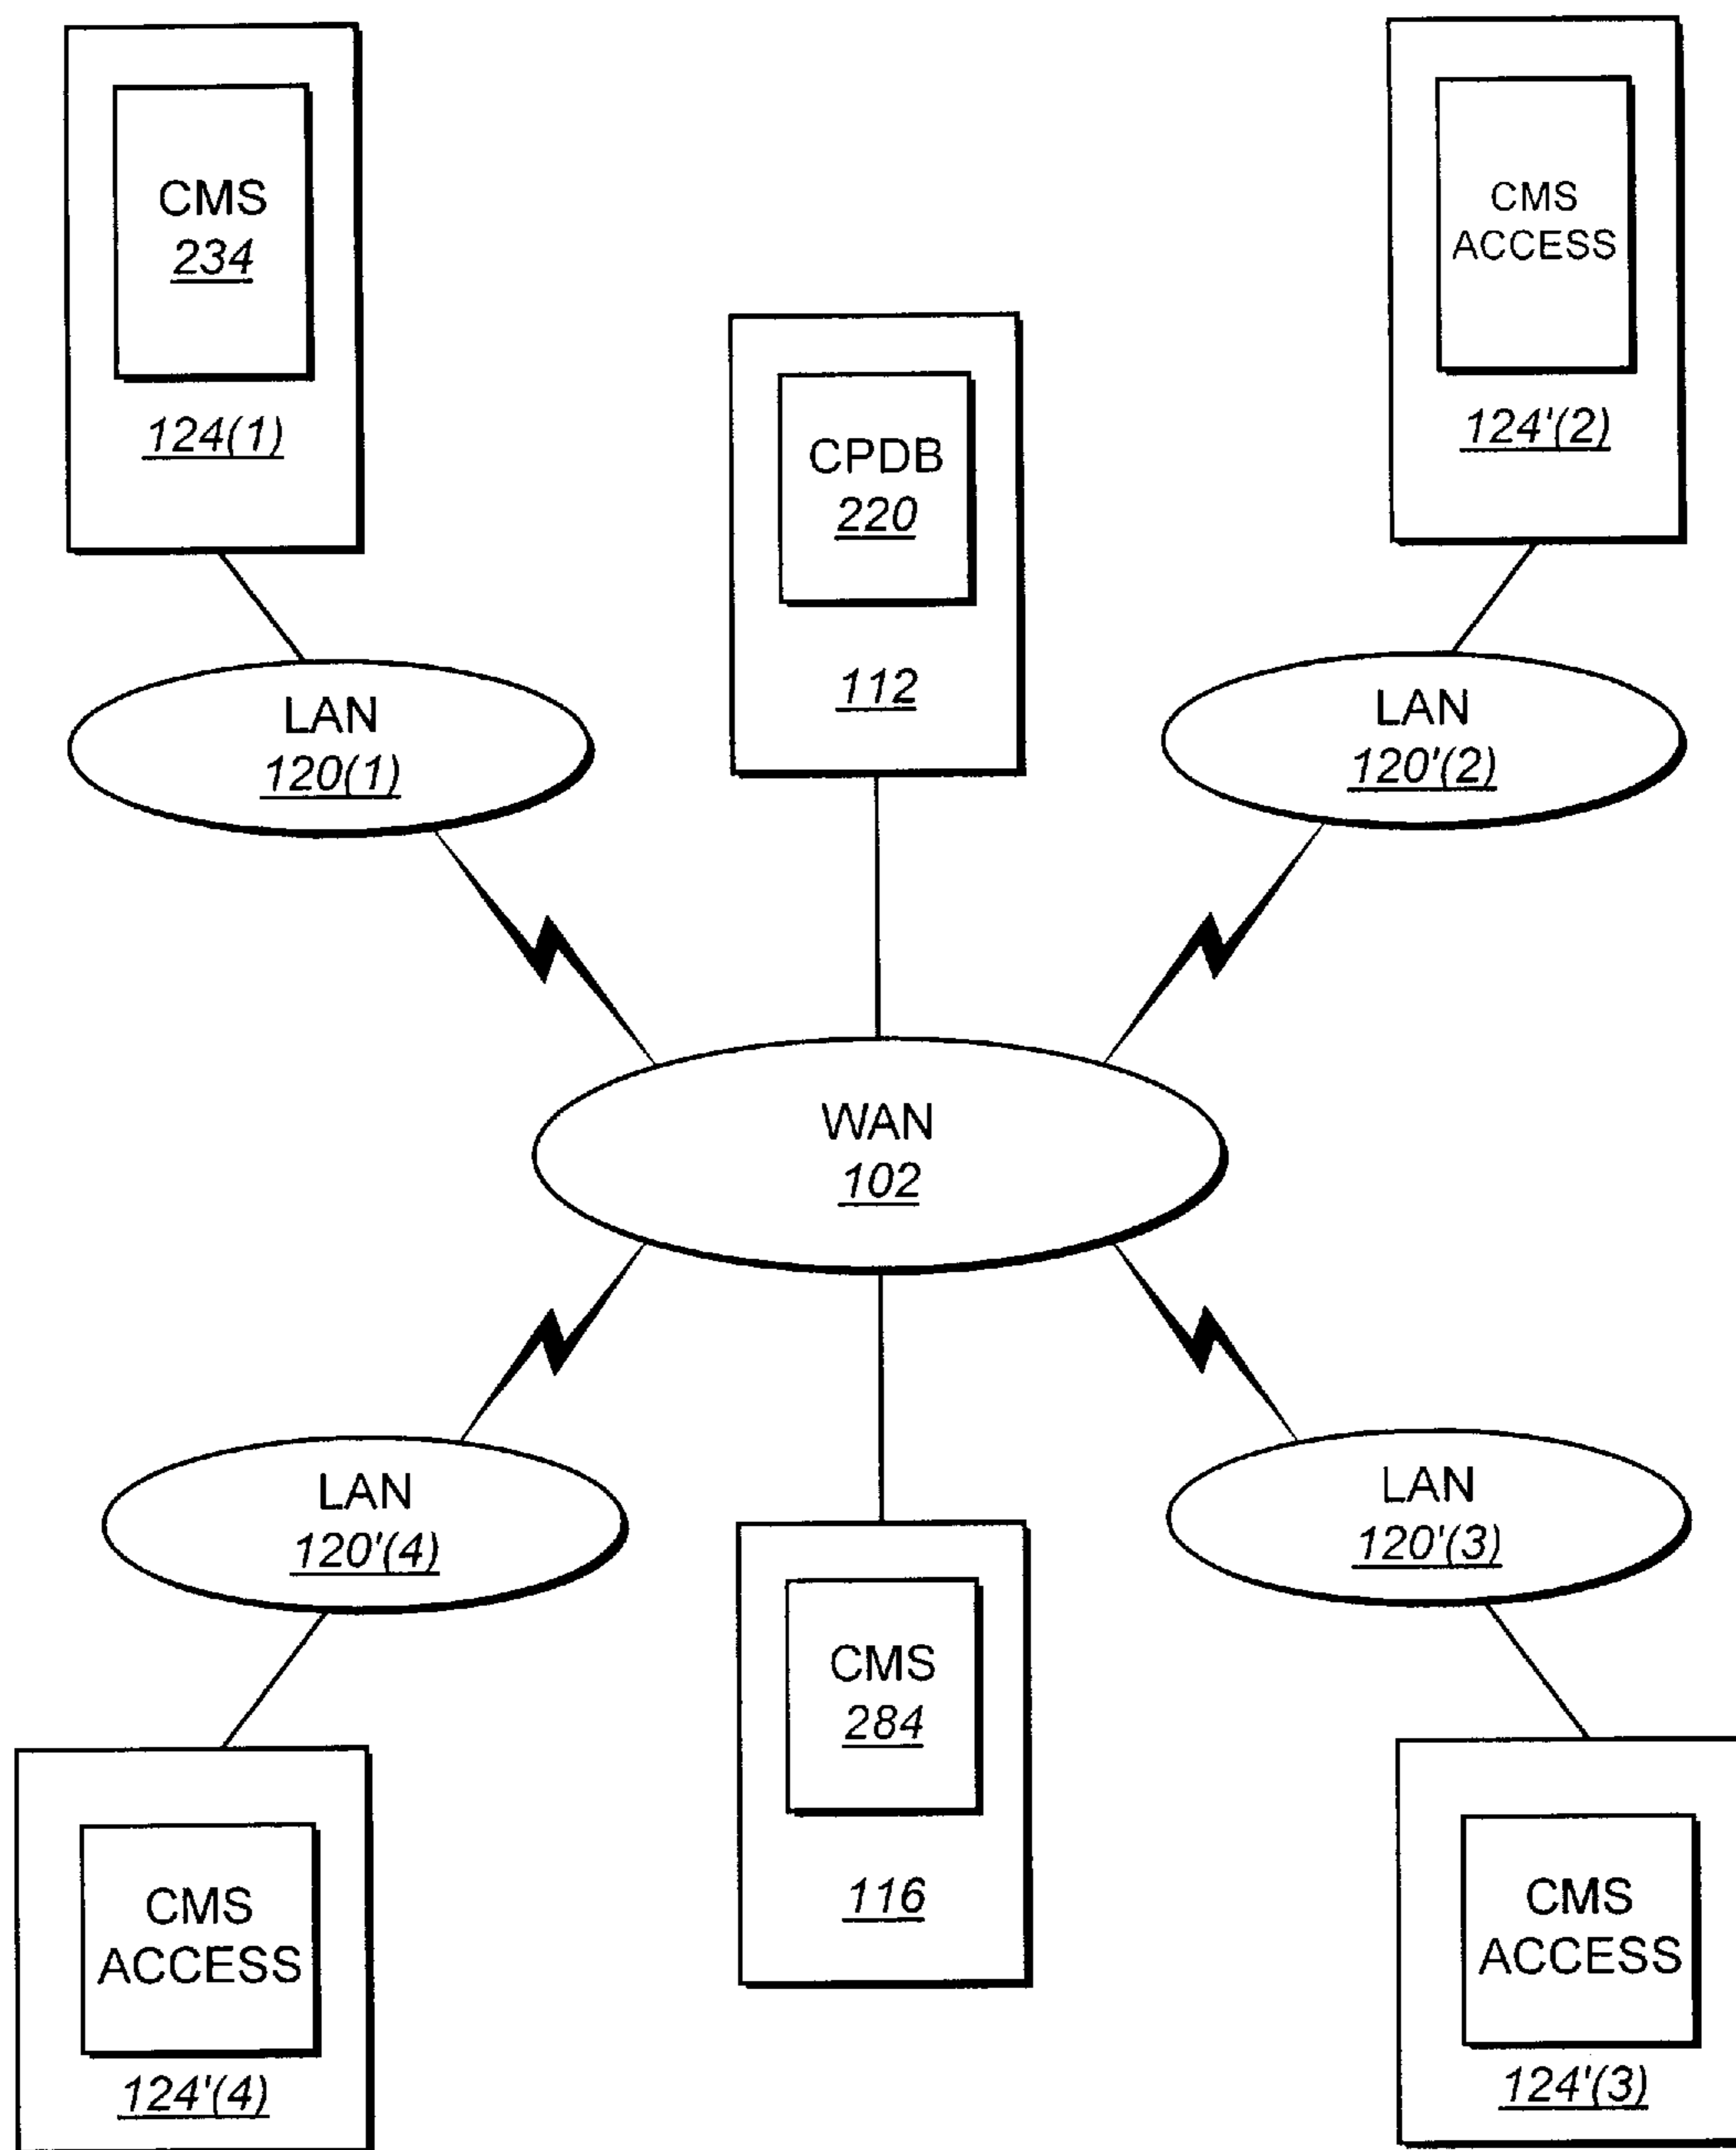 CMS
234
124(1)
CMS
ACCESS
124'(2)
CPDB
220
112
LAN
120(1)
LAN
120'(2)
WAN
102
LAN
120'(4)
LAN
120'(3)
CMS
284
116
CMS
ACCESS
124'(4)
CMS
ACCESS
124'(3)